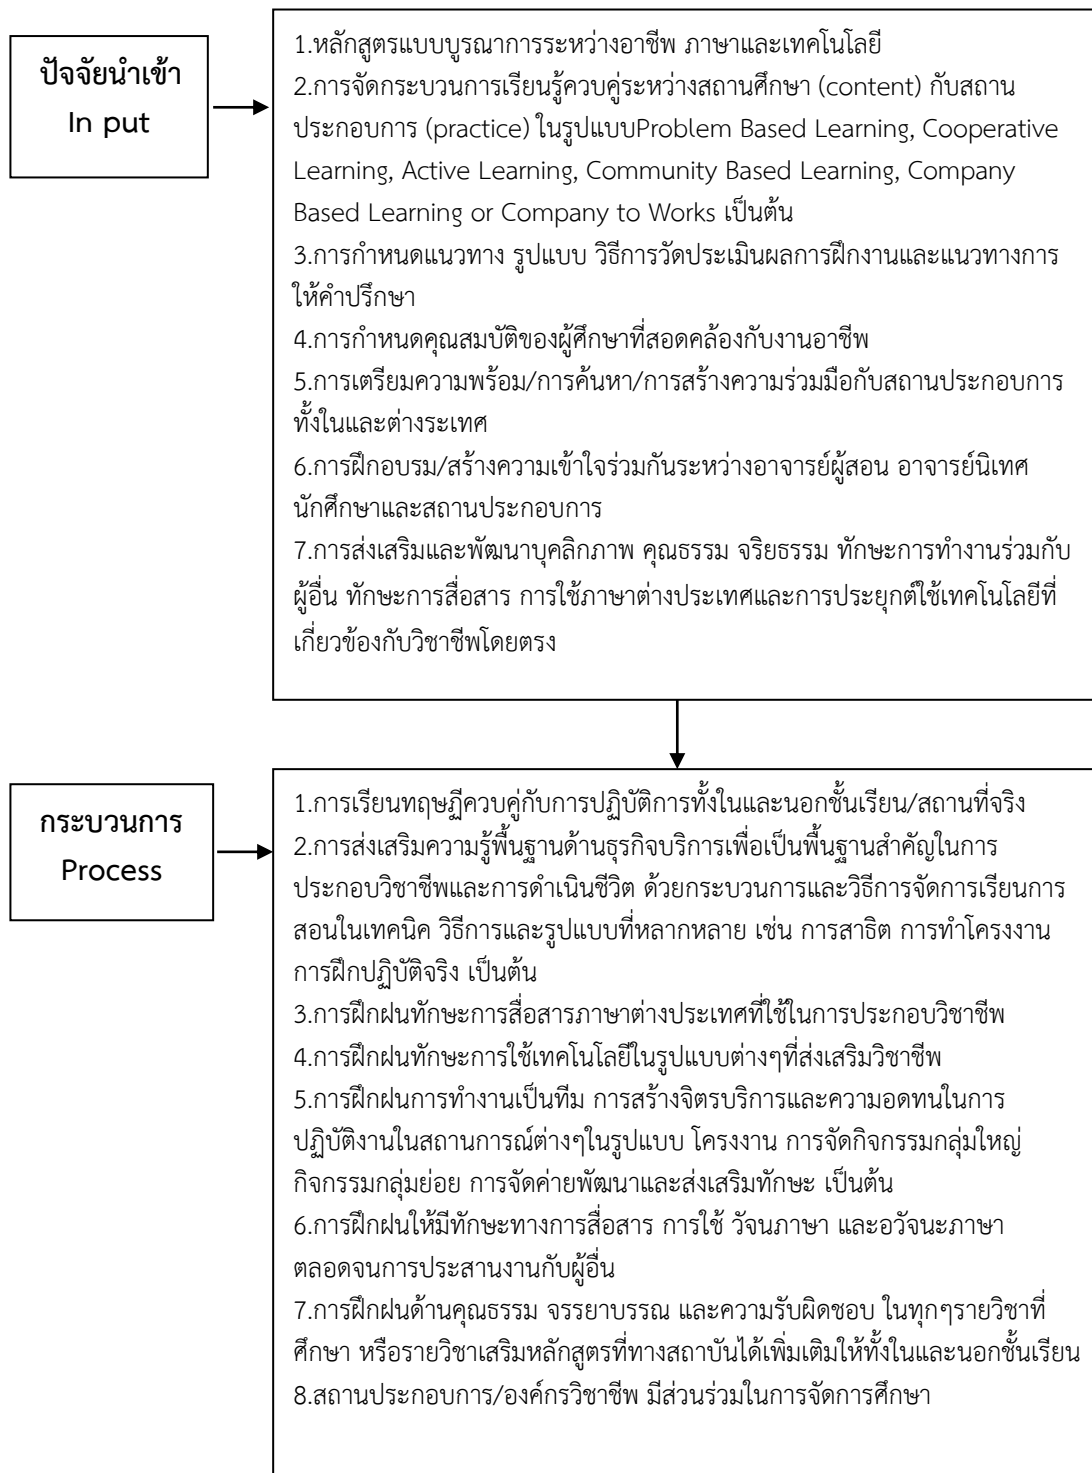 ปัจจัยนำเข้า
In put
1.หลักสูตรแบบบูรณาการระหว่างอาชีพ ภาษาและเทคโนโลยี
2.การจัดกระบวนการเรียนรู้ควบคู่ระหว่างสถานศึกษา (content) กับสถาน
ประกอบการ (practice) ในรูปแบบProblem Based Learning, Cooperative
Learning, Active Learning, Community Based Learning, Company
Based Learning or Company to Works เป็นต้น
3.การกำหนดแนวทาง รูปแบบ วิธีการวัดประเมินผลการฝึกงานและแนวทางการ
ให้คำปรึกษา
4.การกำหนดคุณสมบัติของผู้ศึกษาที่สอดคล้องกับงานอาชีพ
5.การเตรียมความพร้อม/การค้นหา/การสร้างความร่วมมือกับสถานประกอบการ
ทั้งในและต่างระเทศ
6.การฝึกอบรม/สร้างความเข้าใจร่วมกันระหว่างอาจารย์ผู้สอน อาจารย์นิเทศ
นักศึกษาและสถานประกอบการ
7.การส่งเสริมและพัฒนาบุคลิกภาพ คุณธรรม จริยธรรม ทักษะการทำงานร่วมกับ
ผู้อื่น ทักษะการสื่อสาร การใช้ภาษาต่างประเทศและการประยุกต์ใช้เทคโนโลยีที่
เกี่ยวข้องกับวิชาชีพโดยตรง
กระบวนการ
Process
1.การเรียนทฤษฏีควบคู่กับการปฏิบัติการทั้งในและนอกชั้นเรียน/สถานที่จริง
2.การส่งเสริมความรู้พื้นฐานด้านธุรกิจบริการเพื่อเป็นพื้นฐานสำคัญในการ
ประกอบวิชาชีพและการดำเนินชีวิต ด้วยกระบวนการและวิธีการจัดการเรียนการ
สอนในเทคนิค วิธีการและรูปแบบที่หลากหลาย เช่น การสาธิต การทำโครงงาน
การฝึกปฏิบัติจริง เป็นต้น
3.การฝึกฝนทักษะการสื่อสารภาษาต่างประเทศที่ใช้ในการประกอบวิชาชีพ
4.การฝึกฝนทักษะการใช้เทคโนโลยีในรูปแบบต่างๆที่ส่งเสริมวิชาชีพ
5.การฝึกฝนการทำงานเป็นทีม การสร้างจิตรบริการและความอดทนในการ
ปฏิบัติงานในสถานการณ์ต่างๆในรูปแบบ โครงงาน การจัดกิจกรรมกลุ่มใหญ่
กิจกรรมกลุ่มย่อย การจัดค่ายพัฒนาและส่งเสริมทักษะ เป็นต้น
6.การฝึกฝนให้มีทักษะทางการสื่อสาร การใช้ วัจนภาษา และอวัจนะภาษา
ตลอดจนการประสานงานกับผู้อื่น
7.การฝึกฝนด้านคุณธรรม จรรยาบรรณ และความรับผิดชอบ ในทุกๆรายวิชาที่
ศึกษา หรือรายวิชาเสริมหลักสูตรที่ทางสถาบันได้เพิ่มเติมให้ทั้งในและนอกชั้นเรียน
8.สถานประกอบการ/องค์กรวิชาชีพ มีส่วนร่วมในการจัดการศึกษา